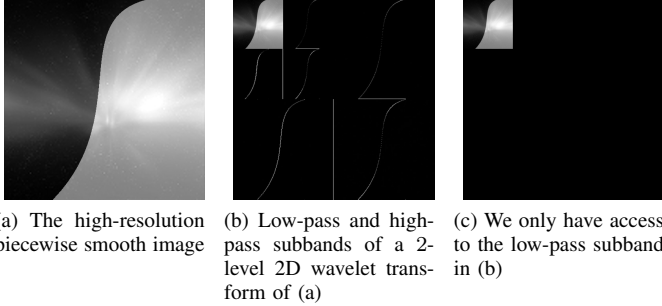 a) The high-resolution
piecewise smooth image
(b) Low-pass and high-
pass subbands of a 2-
level 2D wavelet trans-
form of (a)
(c) We only have access
to the low-pass subband
in (b)